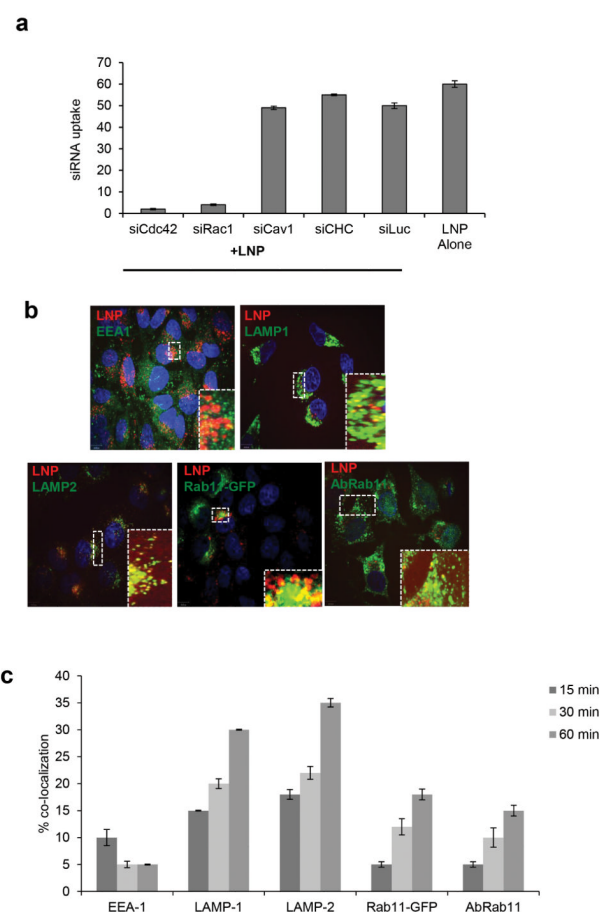 a
siRNA uptake
70
60
50
40
30
20
10
0
siCdc42 siRac1 siCav1 siCHC siLuc LNP Alone
+LNP
b
LNP
EEA1
LNP
LAMP1
LNP
LAMP2
LNP
Rab11-GFP
LNP
AbRab11
c
% co-localization
40
35
30
25
20
15
10
5
0
EEA-1 LAMP-1 LAMP-2 Rab11-GFP AbRab11
15 min
30 min
60 min